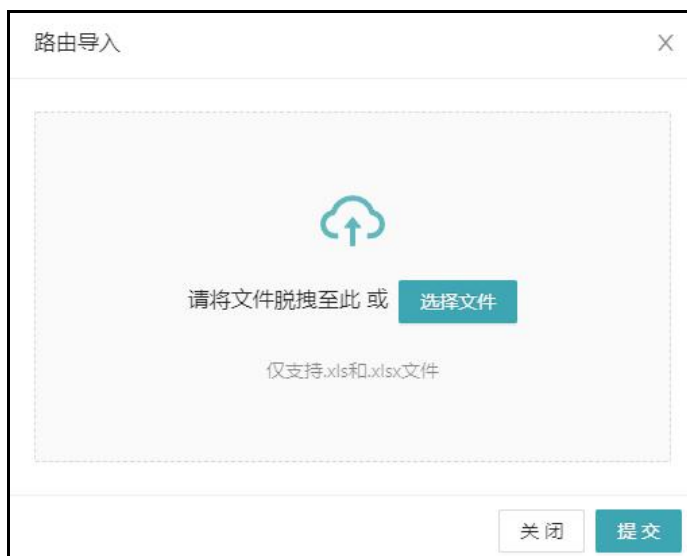 路由导入
请将文件脱拽至此 或 选择文件
仅支持.xls和.xlsx文件
关 闭 提 交